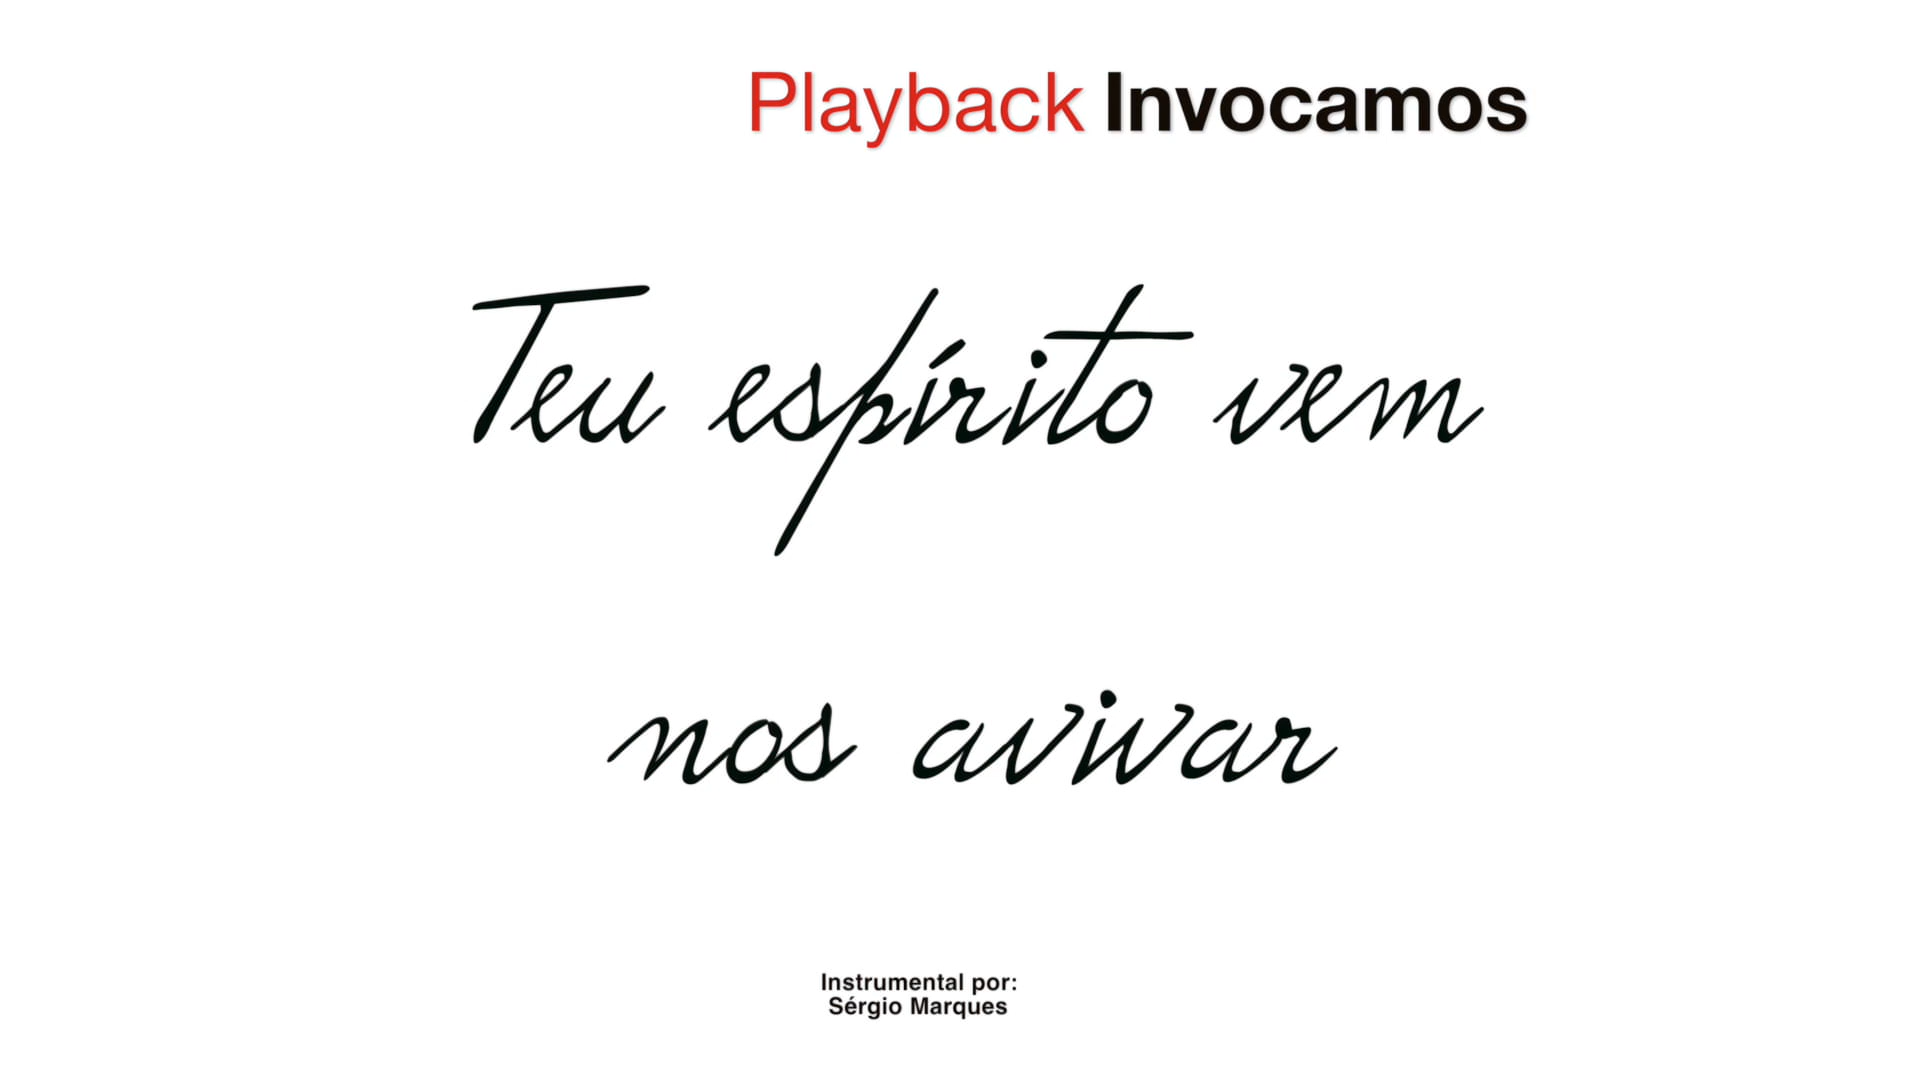 Playback Invocamos
Teu espírito vem
nos avivar
Instrumental por:
Sérgio Marques